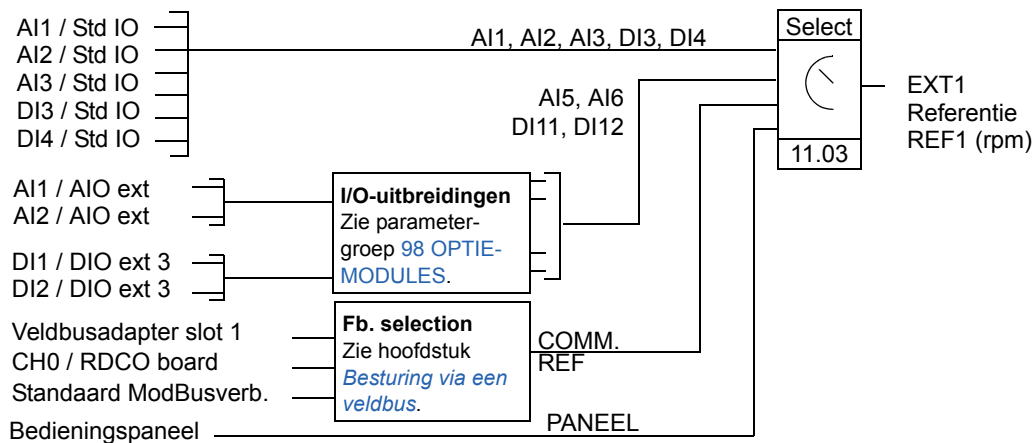 AI1 / Std IO
AI2 / Std IO
AI3 / Std IO
DI3 / Std IO
DI4 / Std IO
AI1, AI2, AI3, DI3, DI4
Select
11.03
EXT1
Referentie
REF1 (rpm)
AI5, AI6
DI11, DI12
AI1 / AIO ext
AI2 / AIO ext
DI1 / DIO ext 3
DI2 / DIO ext 3
I/O-uitbreidingen
Zie parameter-
groep 98 OPTIE-
MODULES.
Veldbusadapter slot 1
CH0 / RDCO board
Standaard ModBusverb.
Fb. selection
Zie hoofdstuk
Besturing via een
veldbus.
COMM.
REF
Bedieningspaneel
PANEEL